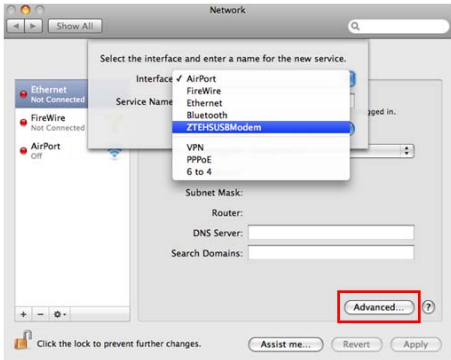 Network
Show All
Select the interface and enter a name for the new service.
Interface ✓ AirPort
FireWire
Ethernet
Bluetooth
ZTEHSUSBModem
VPN
PPPoE
6 to 4
Service Name
Ethernet
Not Connected
FireWire
Not Connected
AirPort
Off
gged in.
Subnet Mask:
Router:
DNS Server:
Search Domains:
Advanced... ?
+ −
Click the lock to prevent further changes.
Assist me... Revert Apply